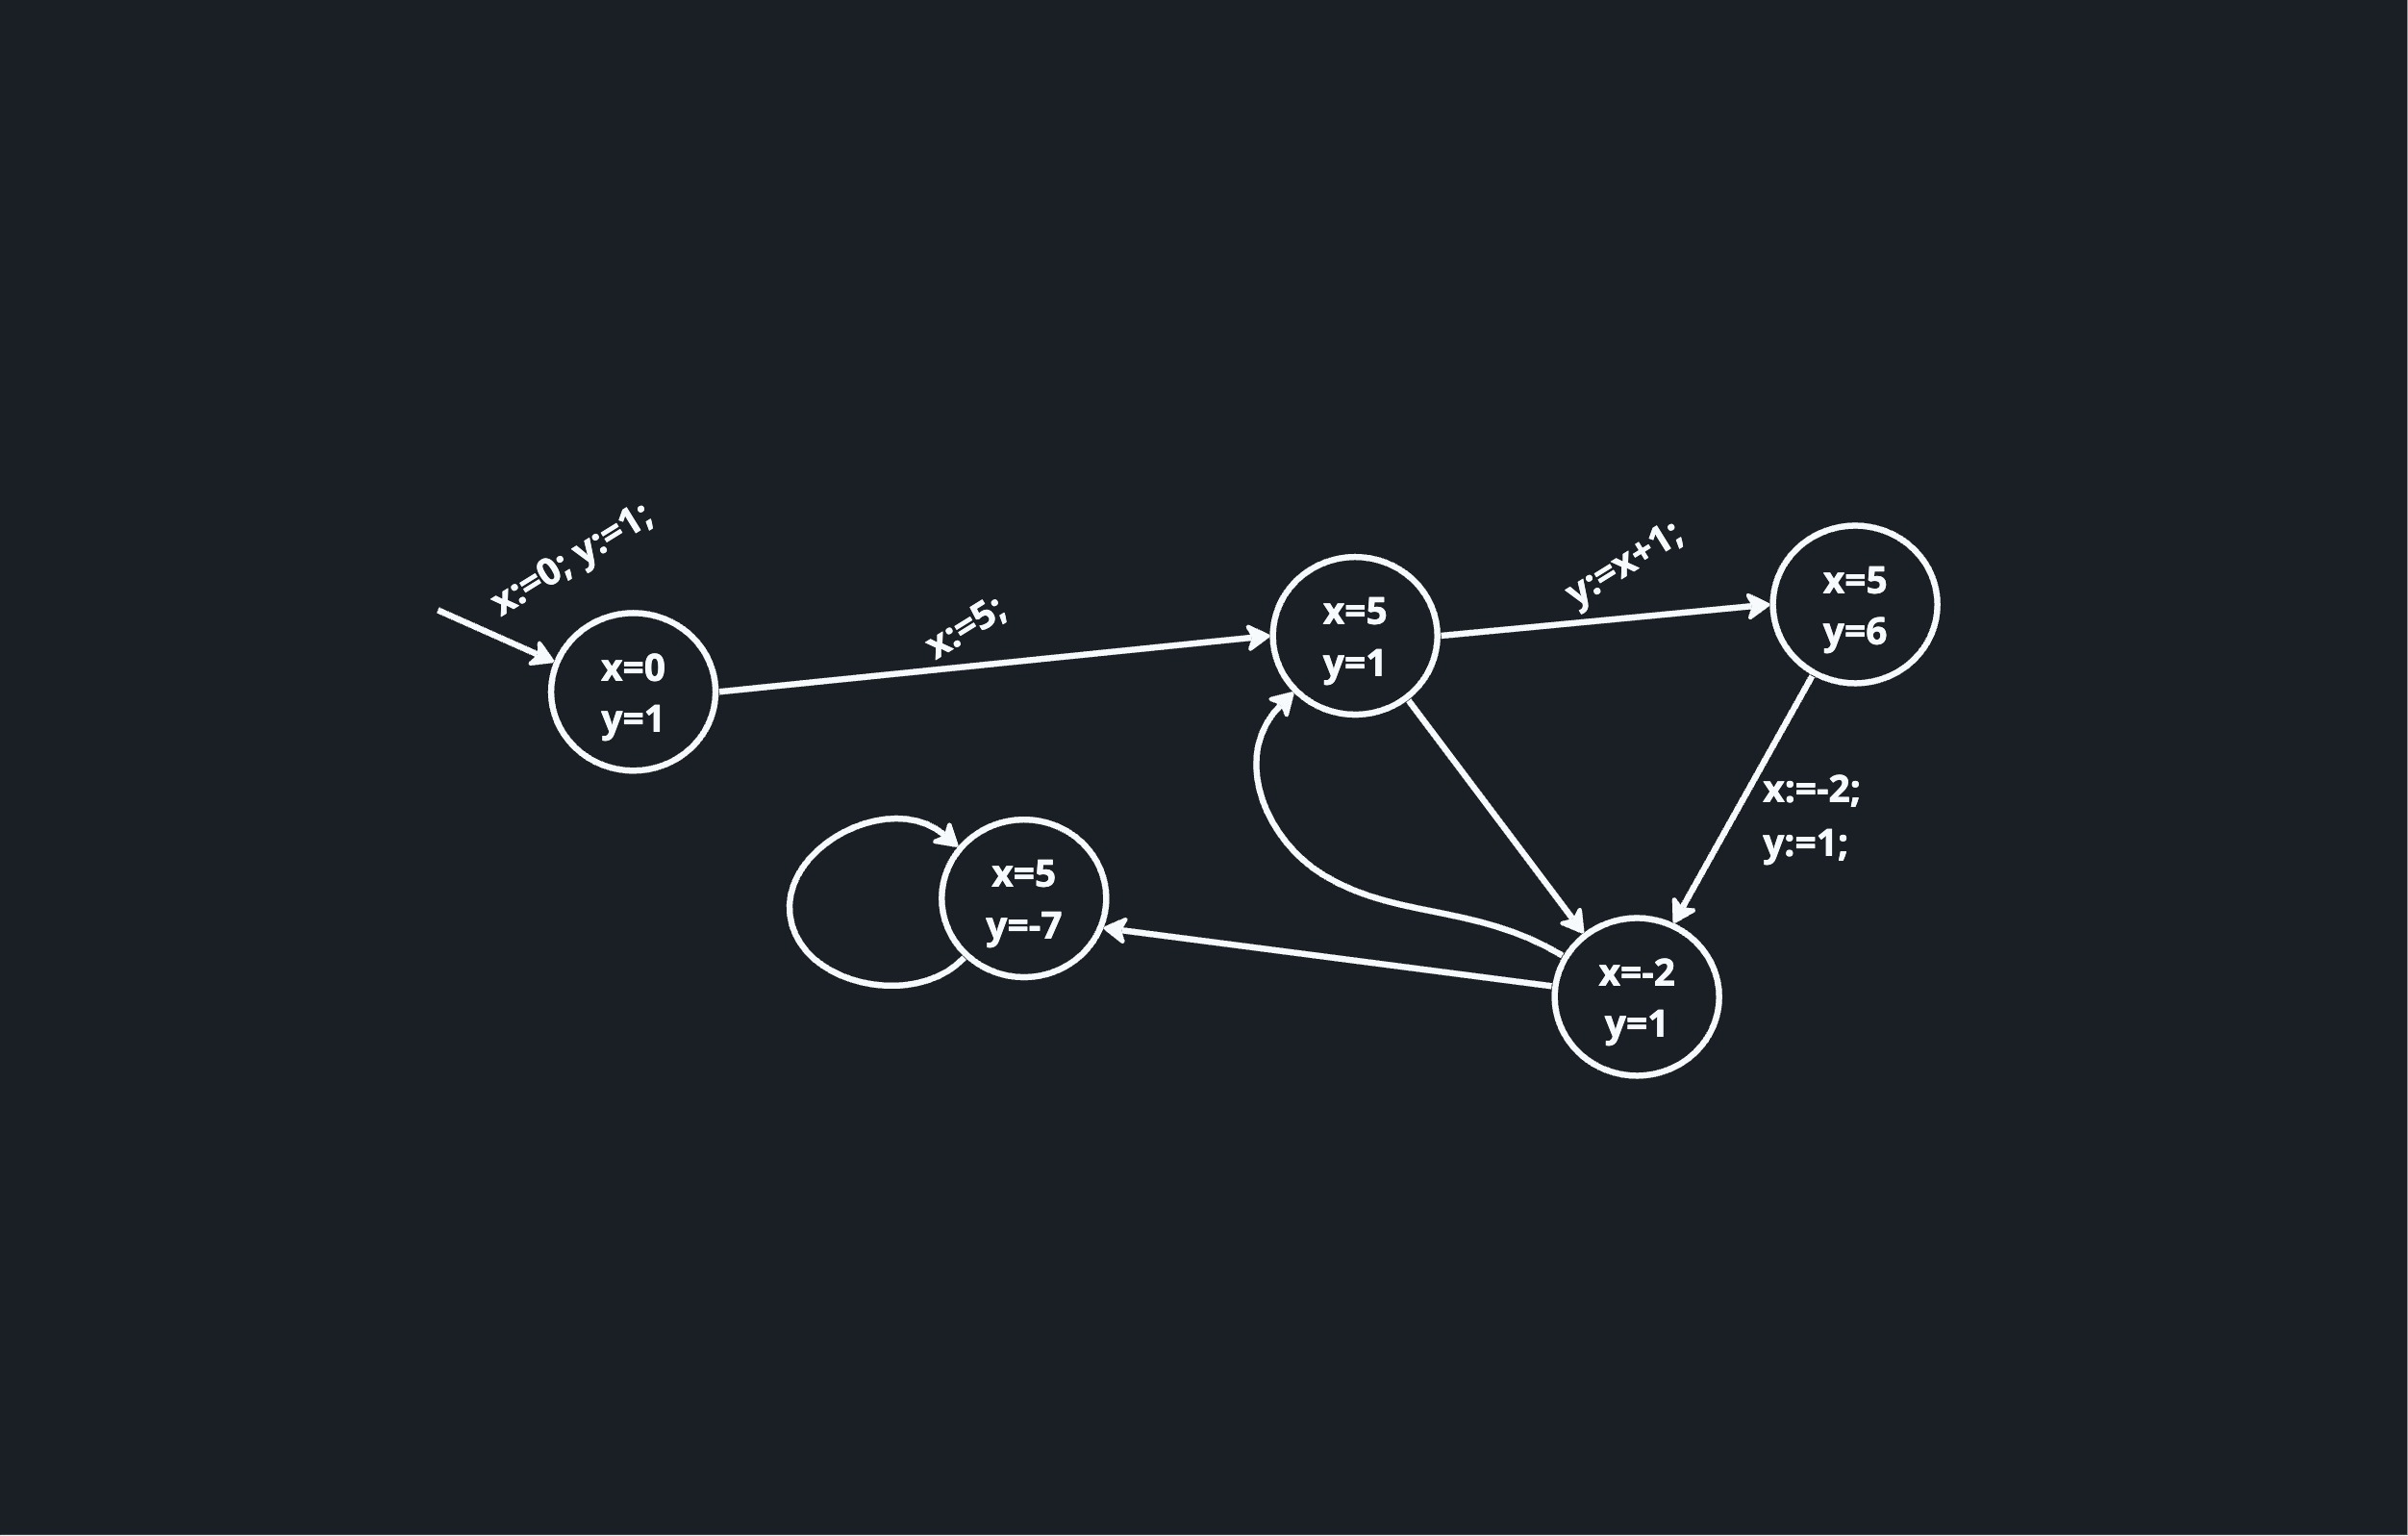 x:=0; y:=1;
x=0
y=1
x:=5;
x=5
y=1
y:=x+1;
x=5
y=6
x:=-2;
y:=1;
x=5
y=-7
x=-2
y=1